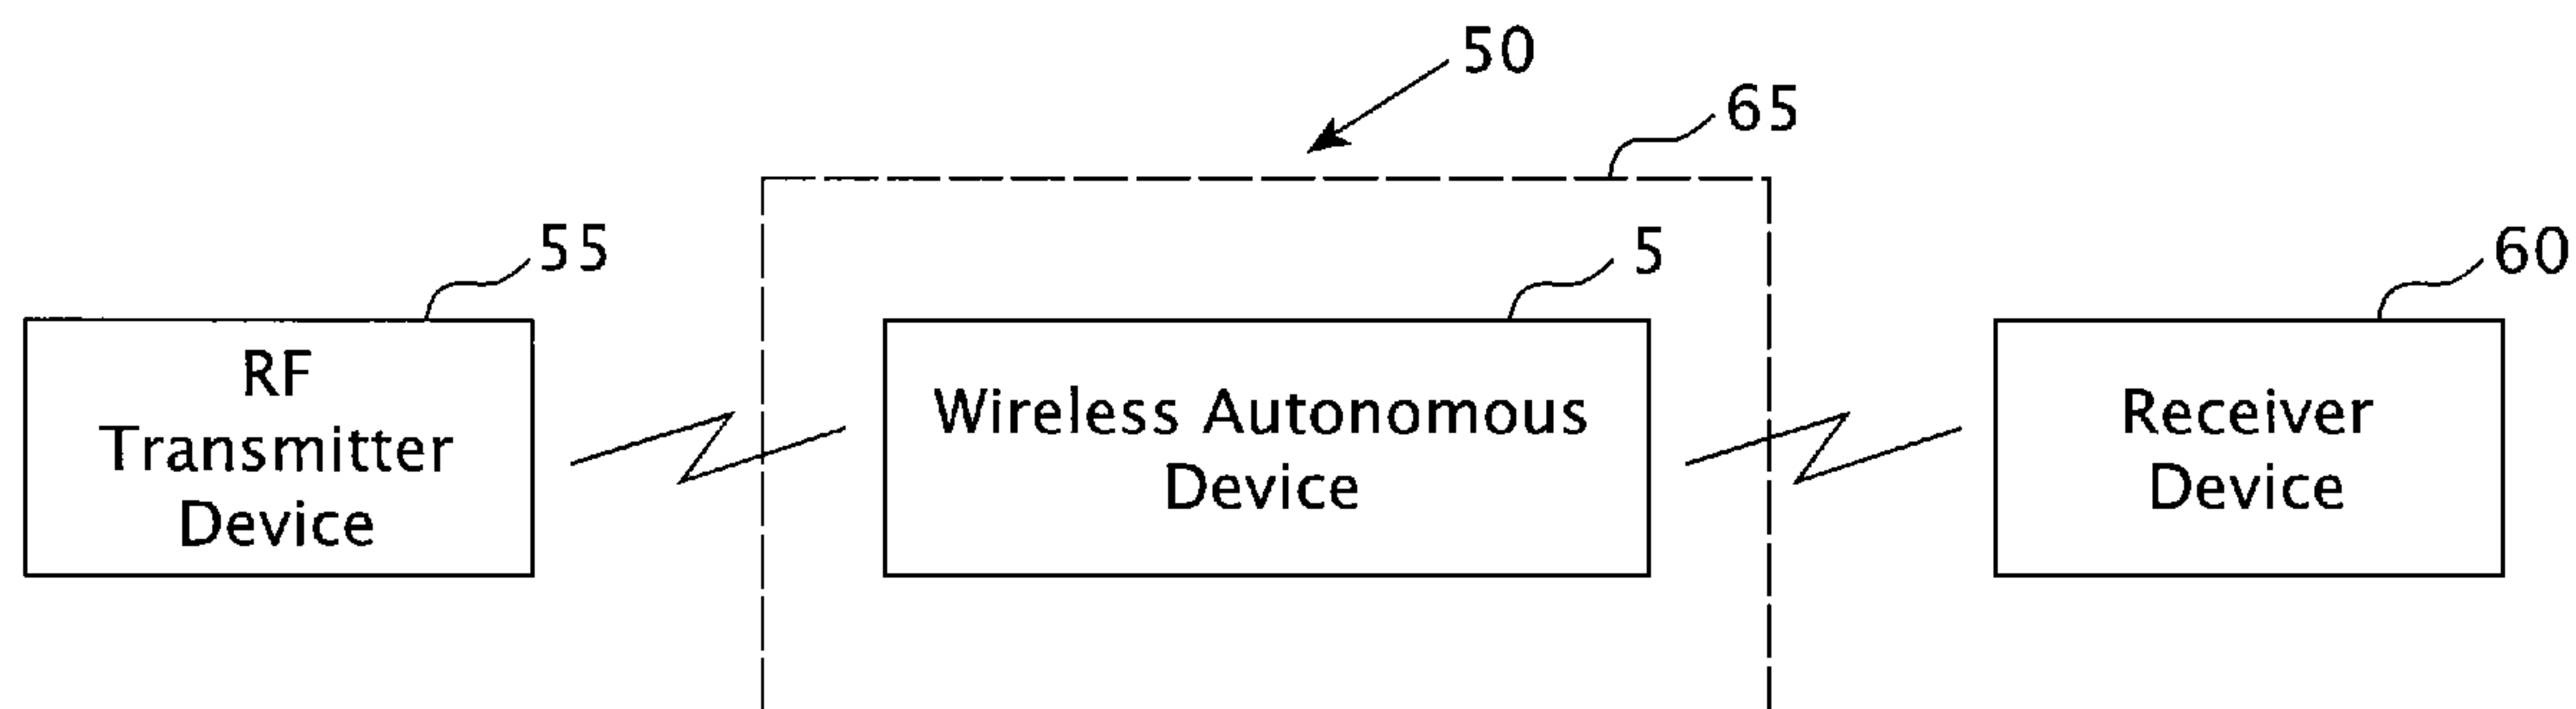 50
65
55
5
60
RF
Transmitter
Device
Wireless Autonomous
Device
Receiver
Device